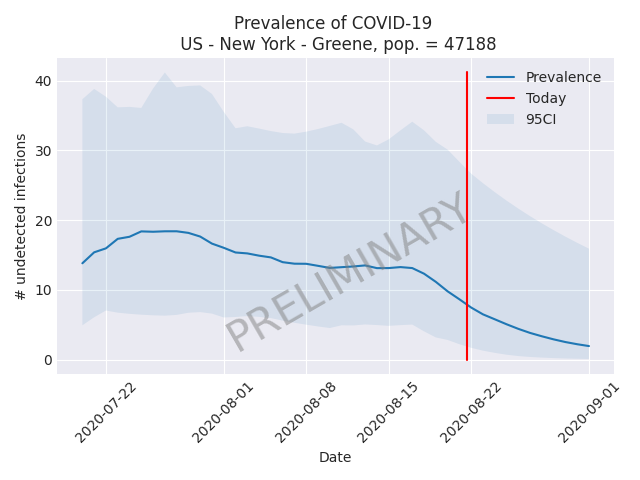 Prevalence of COVID-19
US - New York - Greene, pop. = 47188
Prevalence
Today
95CI
# undetected infections
40
30
20
10
0
PRELIMINARY
2020-07-22
2020-08-01
2020-08-08
2020-08-15
2020-08-22
2020-09-01
Date